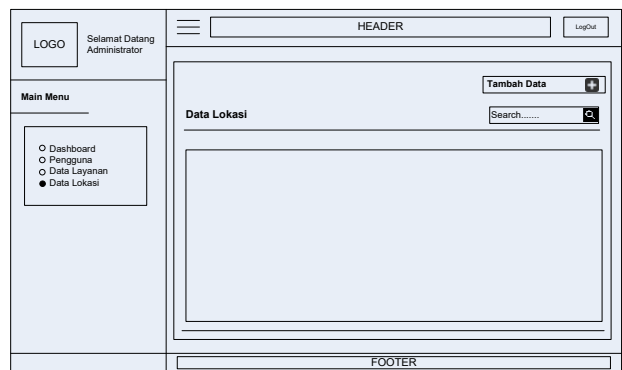 LOGO
Selamat Datang
Administrator
HEADER
LogOut
Main Menu
Dashboard
Pengguna
Data Layanan
Data Lokasi
Tambah Data
Data Lokasi
Search.......
FOOTER